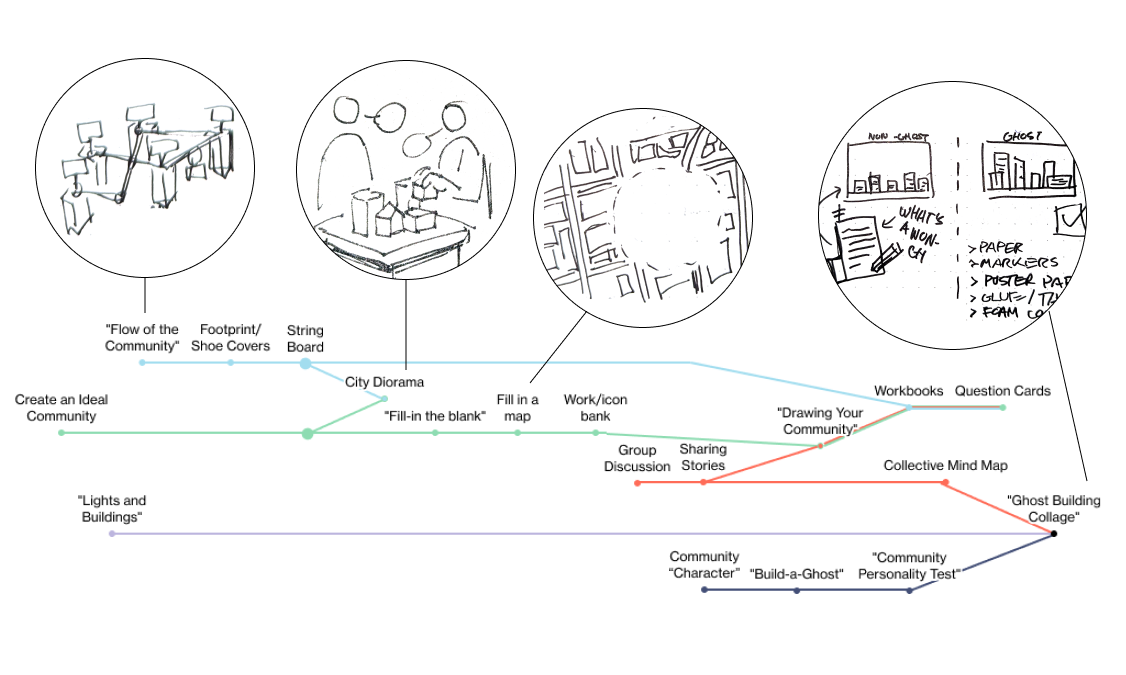 NON-GHOST
GHOST
WHAT'S
A NON-
GY
> PAPER
> MARKERS
> POSTER PAP
> GLUE/
> FOAM CO
"Flow of the
Community"
Footprint/
Shoe Covers
String
Board
City Diorama
Create an Ideal
Community
"Fill-in the blank"
Fill in a
map
Work/icon
bank
"Drawing Your
Community"
Workbooks
Question Cards
Group
Discussion
Sharing
Stories
Collective Mind Map
"Lights and
Buildings"
"Ghost Building
Collage"
Community
"Character"
"Build-a-Ghost"
"Community
Personality Test"